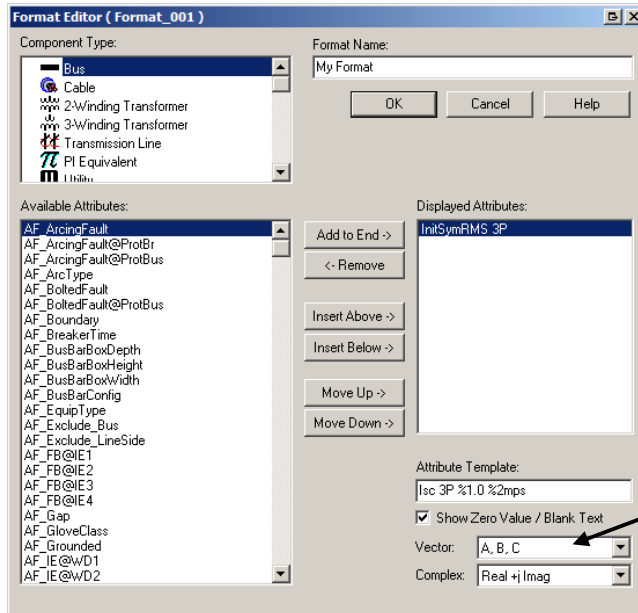 Format Editor ( Format_001 )
Component Type:
Bus
Cable
2-Winding Transformer
3-Winding Transformer
Transmission Line
PI Equivalent
Utility
Format Name:
My Format
OK
Cancel
Help
Available Attributes:
AF_ArcingFault
AF_ArcingFault@ProtBr
AF_ArcingFault@ProtBus
AF_ArcType
AF_BoltedFault
AF_BoltedFault@ProtBus
AF_Boundary
AF_BreakerTime
AF_BusBarBoxDepth
AF_BusBarBoxHeight
AF_BusBarBoxWidth
AF_BusBarConfig
AF_EquipType
AF_Exclude_Bus
AF_Exclude_LineSide
AF_FB@IE1
AF_FB@IE2
AF_FB@IE3
AF_FB@IE4
AF_Gap
AF_GloveClass
AF_Grounded
AF_IE@WD1
AF_IE@WD2
Add to End ->
<- Remove
Insert Above ->
Insert Below ->
Move Up ->
Move Down ->
Displayed Attributes:
InitSymRMS 3P
Attribute Template:
Isc 3P %1.0 %2mps
Show Zero Value / Blank Text
Vector: A, B, C
Complex: Real +j Imag